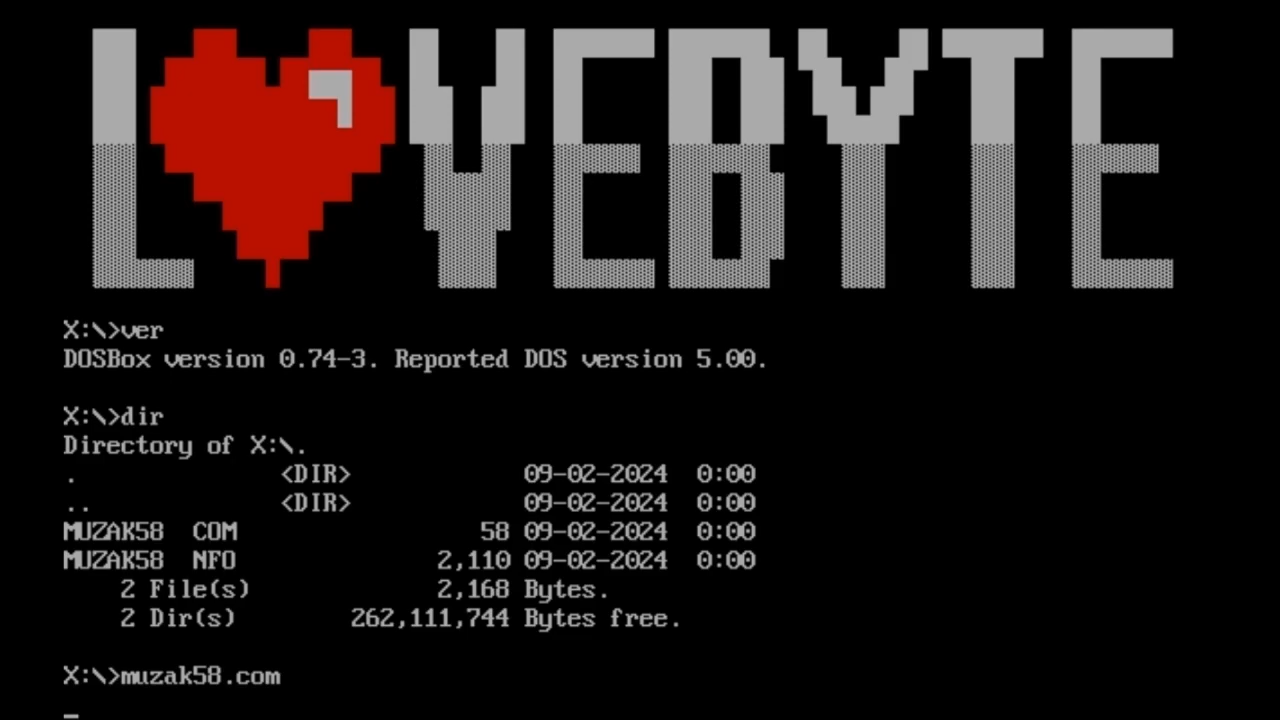 L❤VEBYTE
X:\>ver
DOSBox version 0.74-3. Reported DOS version 5.00.
X:\>dir
Directory of X:\.
. <DIR> 09-02-2024 0:00
.. <DIR> 09-02-2024 0:00
MUZAK58 COM 58 09-02-2024 0:00
MUZAK58 NFO 2,110 09-02-2024 0:00
2 File(s) 2,168 Bytes.
2 Dir(s) 262,111,744 Bytes free.
X:\>muzak58.com
_